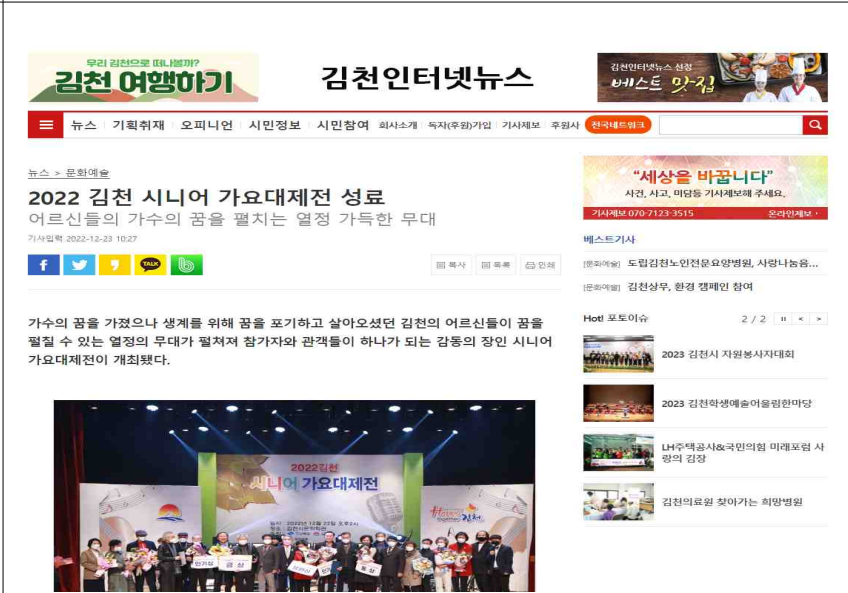 우리 김천으로 떠나볼까?
김천 여행하기
김천인터넷뉴스
김천인터넷뉴스 선정
베스트 맛집
뉴스 기획취재 오피니언 시민정보 시민참여 회사소개 독자(후원)가입 기사제보 후원사 전국네트워크
뉴스 > 문화예술
2022 김천 시니어 가요대제전 성료
어르신들의 가수의 꿈을 펼치는 열정 가득한 무대
기사입력 2022-12-23 10:27
TALK
복사 목록 인쇄
가수의 꿈을 가졌으나 생계를 위해 꿈을 포기하고 살아오셨던 김천의 어르신들이 꿈을
펼칠 수 있는 열정의 무대가 펼쳐져 참가자와 관객들이 하나가 되는 감동의 장인 시니어
가요대제전이 개최됐다.
2022김천
시니어 가요대제전
인기상
금상
동상
“세상을 바꿉니다”
사건, 사고, 미담등 기사제보해 주세요.
기사제보 070-7123-3515 온라인제보
베스트기사
[문화예술] 도립김천노인전문요양병원, 사랑나눔음...
[문화예술] 김천상무, 환경 캠페인 참여
Hot! 포토이슈 2 / 2
2023 김천시 자원봉사자대회
2023 김천학생예술어울림한마당
LH주택공사&국민의힘 미래포럼 사
랑의 김장
김천의료원 찾아가는 희망병원